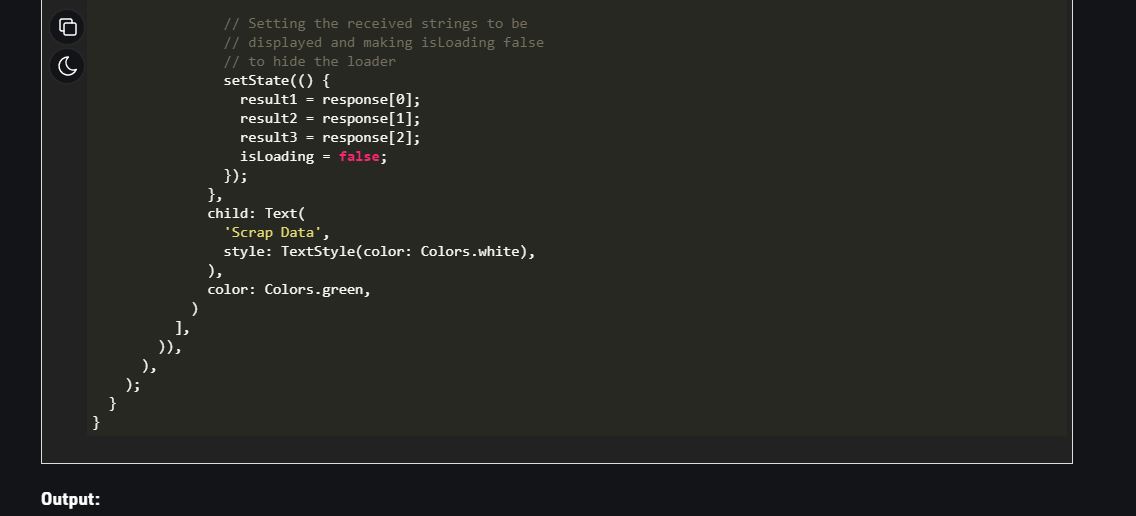 // Setting the received strings to be
// displayed and making isLoading false
// to hide the loader
setState(() {
result1 = response[0];
result2 = response[1];
result3 = response[2];
isLoading = false;
});
},
child: Text(
'Scrap Data',
style: TextStyle(color: Colors.white),
),
color: Colors.green,
)
],
)),
),
);
}
}
Output: